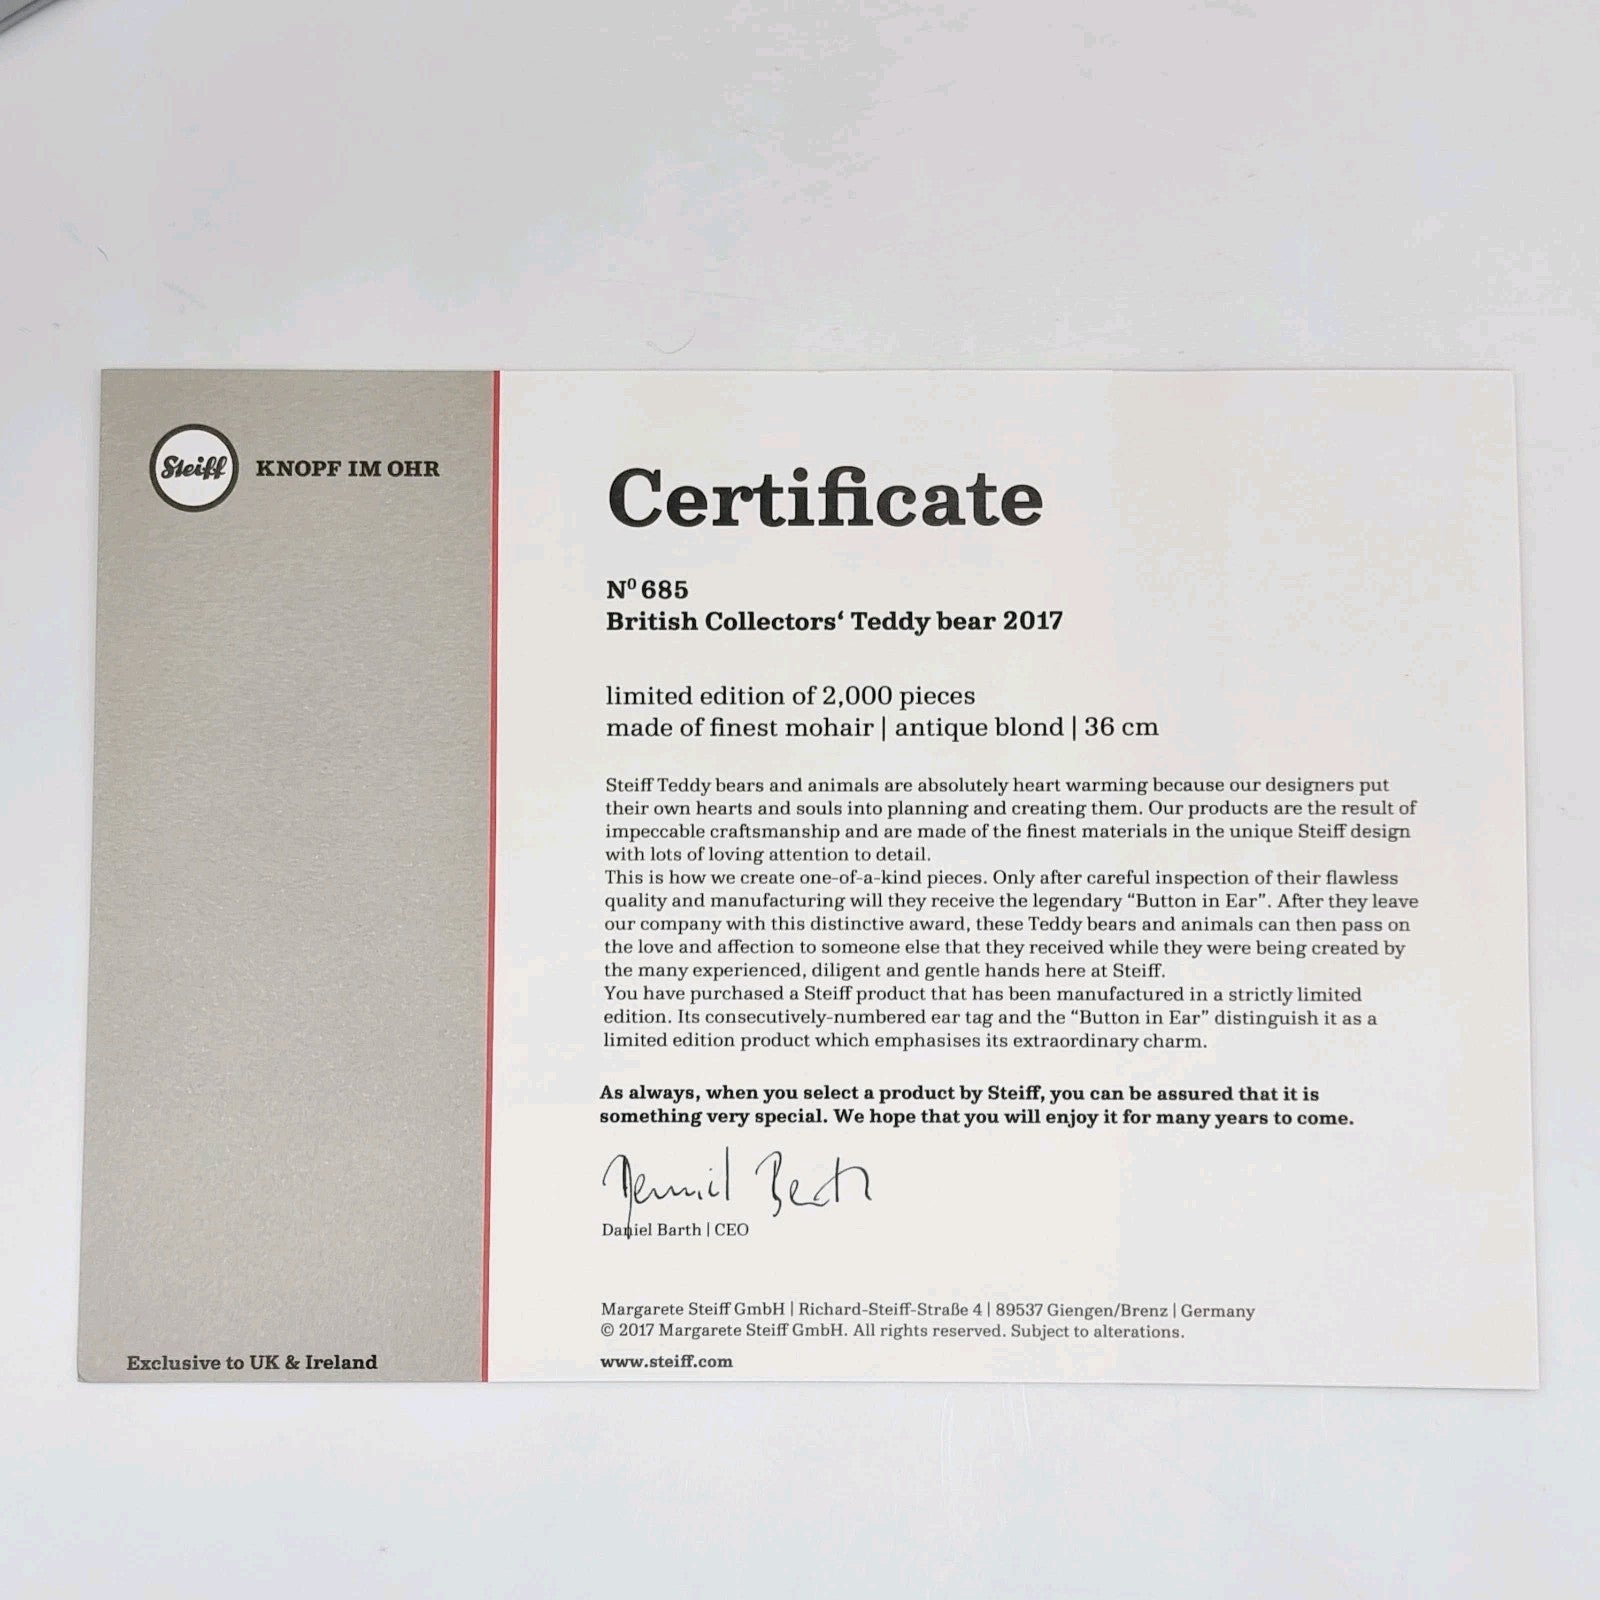 Steiff KNOPF IM OHR
Certificate
Nº 685
British Collectors‘ Teddy bear 2017
limited edition of 2,000 pieces
made of finest mohair | antique blond | 36 cm
Steiff Teddy bears and animals are absolutely heart warming because our designers put
their own hearts and souls into planning and creating them. Our products are the result of
impeccable craftsmanship and are made of the finest materials in the unique Steiff design
with lots of loving attention to detail.
This is how we create one-of-a-kind pieces. Only after careful inspection of their flawless
quality and manufacturing will they receive the legendary “Button in Ear”. After they leave
our company with this distinctive award, these Teddy bears and animals can then pass on
the love and affection to someone else that they received while they were being created by
the many experienced, diligent and gentle hands here at Steiff.
You have purchased a Steiff product that has been manufactured in a strictly limited
edition. Its consecutively-numbered ear tag and the “Button in Ear” distinguish it as a
limited edition product which emphasises its extraordinary charm.
As always, when you select a product by Steiff, you can be assured that it is
something very special. We hope that you will enjoy it for many years to come.
Daniel Barth
Daniel Barth | CEO
Margarete Steiff GmbH | Richard-Steiff-Straße 4 | 89537 Giengen/Brenz | Germany
© 2017 Margarete Steiff GmbH. All rights reserved. Subject to alterations.
www.steiff.com
Exclusive to UK & Ireland